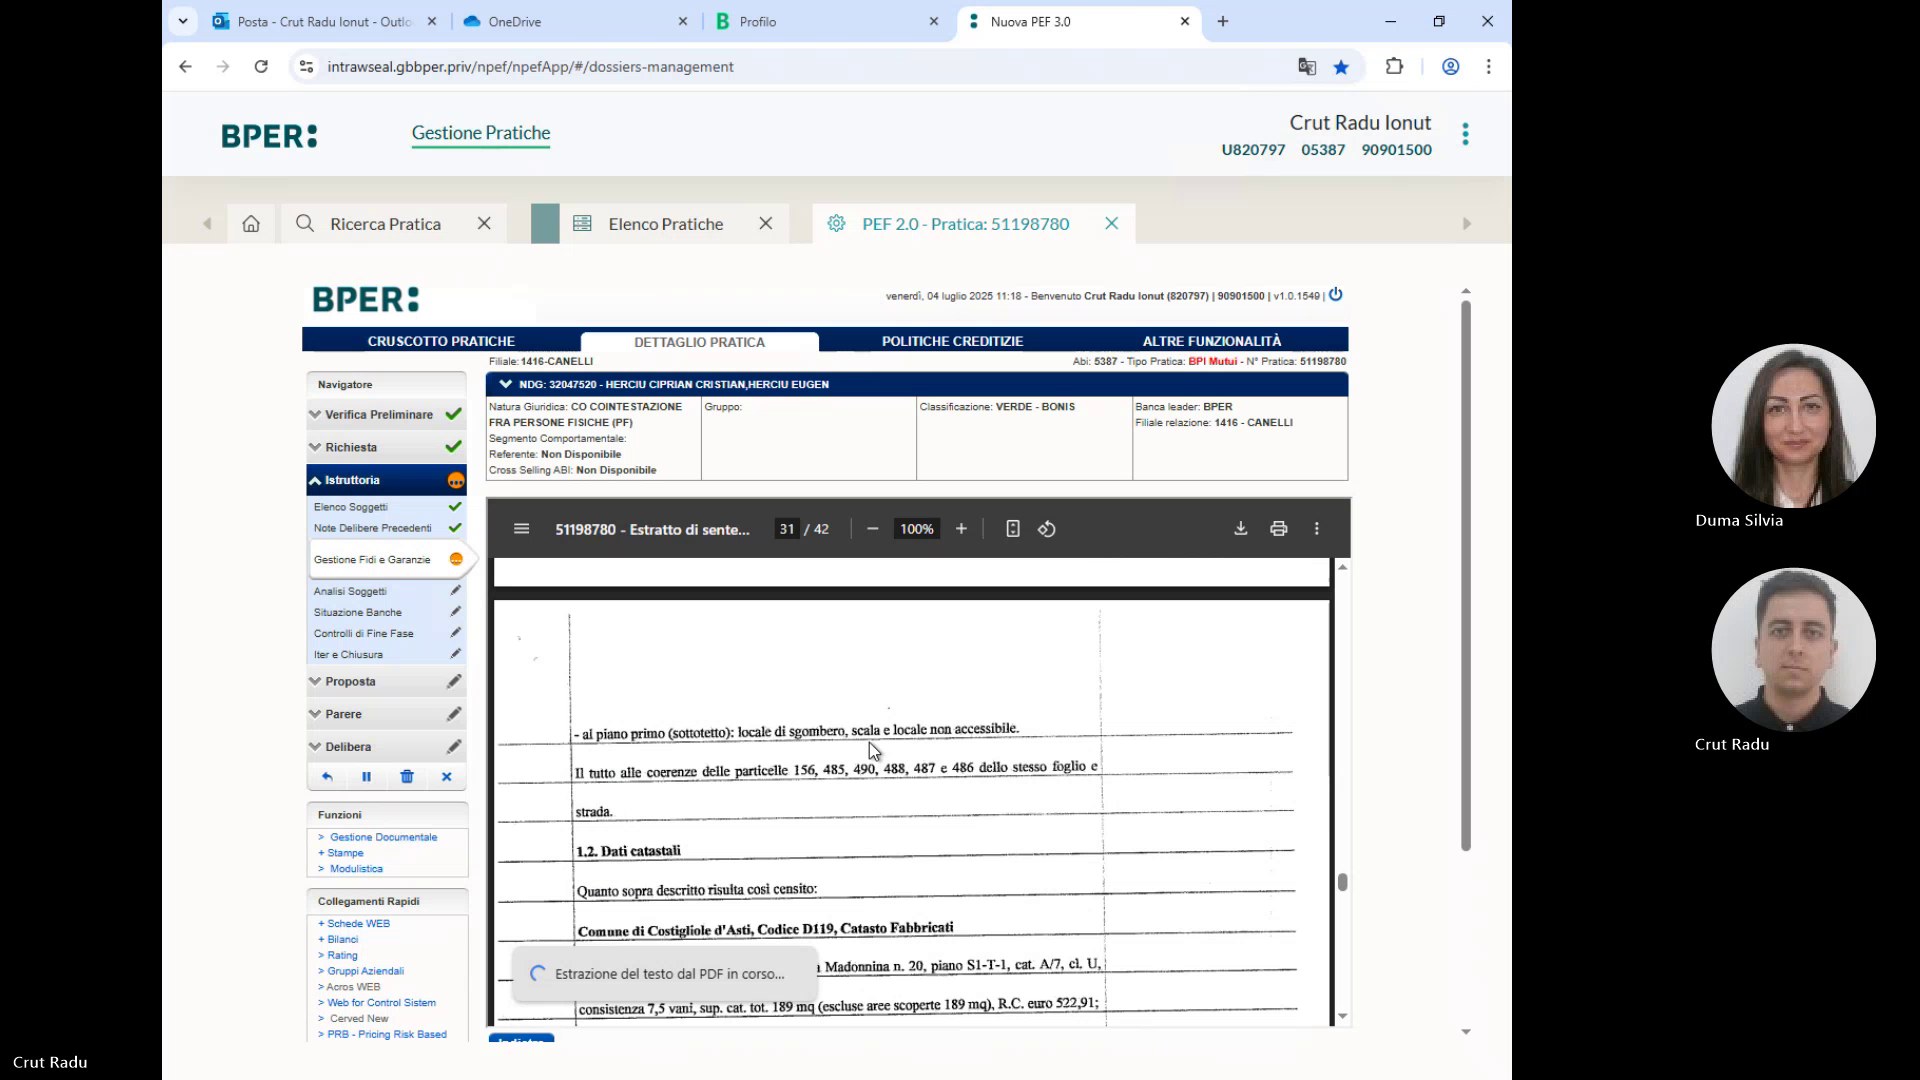 Posta - Crut Radu Ionut - Outlo
OneDrive
Profilo
Nuova PEF 3.0
intrawseal.gbbper.priv/npef/npefApp/#/dossiers-management
BPER:
Gestione Pratiche
Crut Radu Ionut
U820797 05387 90901500
Ricerca Pratica
Elenco Pratiche
PEF 2.0 - Pratica: 51198780
BPER:
venerdì, 04 luglio 2025 11:18 - Benvenuto Crut Radu Ionut (820797) | 90901500 | v1.0.1549 |
CRUSCOTTO PRATICHE
DETTAGLIO PRATICA
POLITICHE CREDITIZIE
ALTRE FUNZIONALITÀ
Filiale: 1416-CANELLI
Abi: 5387 - Tipo Pratica: BPI Mutui - N° Pratica: 51198780
Navigatore
Verifica Preliminare
Richiesta
Istruttoria
Elenco Soggetti
Note Delibere Precedenti
Gestione Fidi e Garanzie
Analisi Soggetti
Situazione Banche
Controlli di Fine Fase
Iter e Chiusura
Proposta
Parere
Delibera
Funzioni
> Gestione Documentale
+ Stampe
> Modulistica
Collegamenti Rapidi
+ Schede WEB
+ Bilanci
> Rating
> Gruppi Aziendali
> Acros WEB
> Web for Control Sistem
> Cerved New
> PRB - Pricing Risk Based
NDG: 32047520 - HERCIU CIPRIAN CRISTIAN,HERCIU EUGEN
Natura Giuridica: CO COINTESTAZIONE
FRA PERSONE FISICHE (PF)
Segmento Comportamentale:
Referente: Non Disponibile
Cross Selling ABI: Non Disponibile
Gruppo:
Classificazione: VERDE - BONIS
Banca leader: BPER
Filiale relazione: 1416 - CANELLI
51198780 - Estratto di sente...
31 / 42
100%
- al piano primo (sottotetto): locale di sgombero, scala e locale non accessibile.
Il tutto alle coerenze delle particelle 156, 485, 490, 488, 487 e 486 dello stesso foglio e
strada.
1.2. Dati catastali
Quanto sopra descritto risulta così censito:
Comune di Costigliole d'Asti, Codice D119, Catasto Fabbricati
Madonnina n. 20, piano S1-T-1, cat. A/7, cl. U,
consistenza 7,5 vani, sup. cat. tot. 189 mq (escluse aree scoperte 189 mq), R.C. euro 522,91;
Estrazione del testo dal PDF in corso...
Indietro
Duma Silvia
Crut Radu
Crut Radu